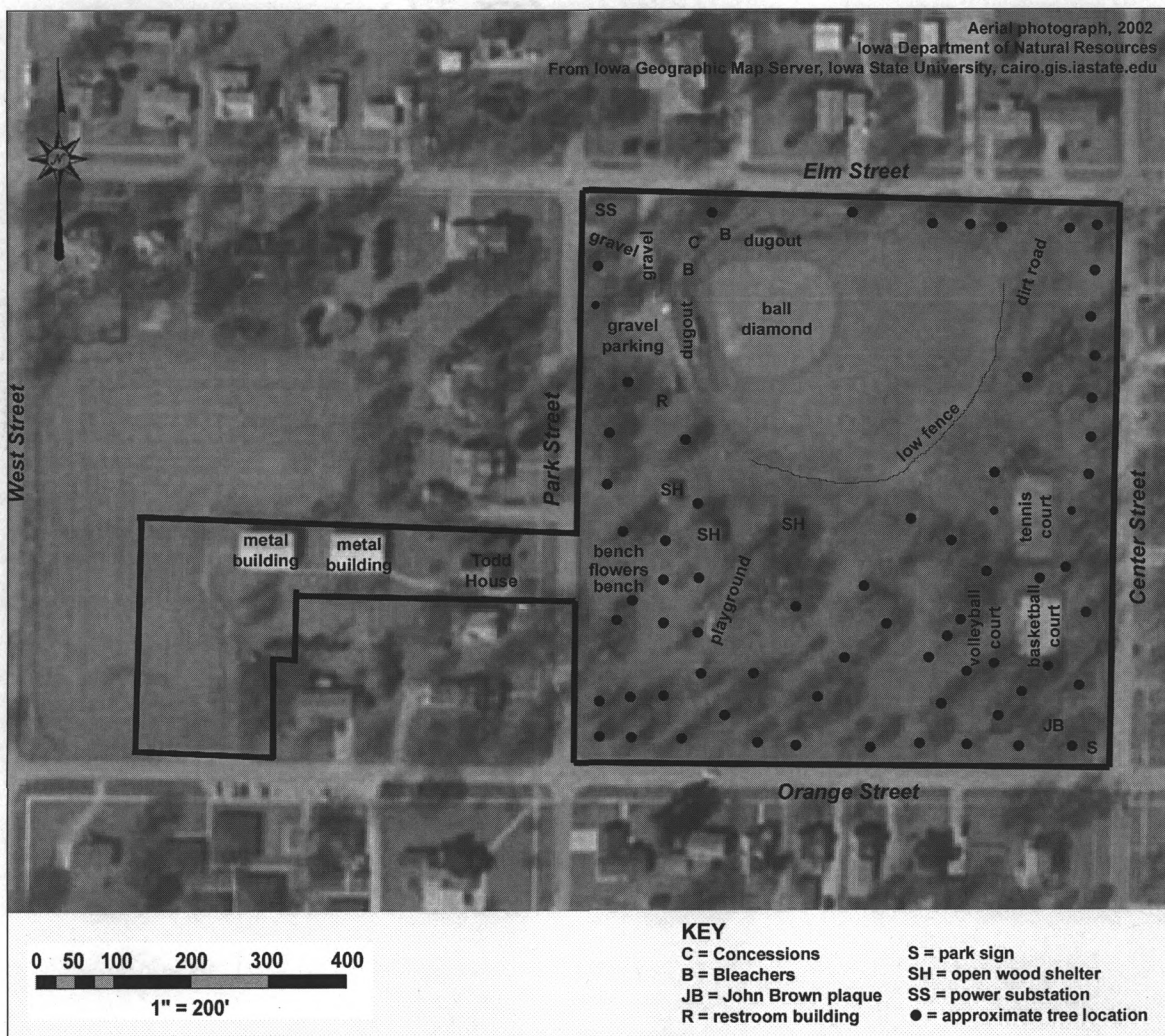 Aerial photograph, 2002
Iowa Department of Natural Resources
From Iowa Geographic Map Server, Iowa State University, cairo.gis.iastate.edu
N
Elm Street
SS
gravel
gravel
C
B
dugout
B
dirt road
gravel
parking
dugout
ball
diamond
R
low fence
West Street
Park Street
Center Street
SH
SH
SH
tennis
court
metal
building
metal
building
Todd
House
bench
flowers
bench
playground
volleyball
court
basketball
court
JB
S
Orange Street
0 50 100 200 300 400
1" = 200'
KEY
C = Concessions
B = Bleachers
JB = John Brown plaque
R = restroom building
S = park sign
SH = open wood shelter
SS = power substation
● = approximate tree location